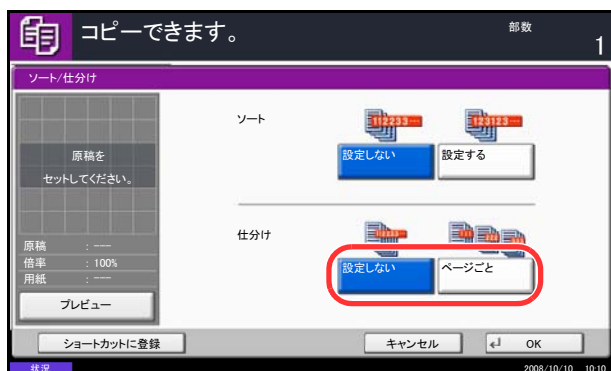 コピーできます。
部数
1
ソート/仕分け
ソート
112233
123123
設定しない
設定する
原稿を
セットしてください。
仕分け
設定しない
ページごと
原稿 : ---
倍率 : 100%
用紙 : ---
プレビュー
ショートカットに登録
キャンセル
OK
状況
2008/10/10 10:10